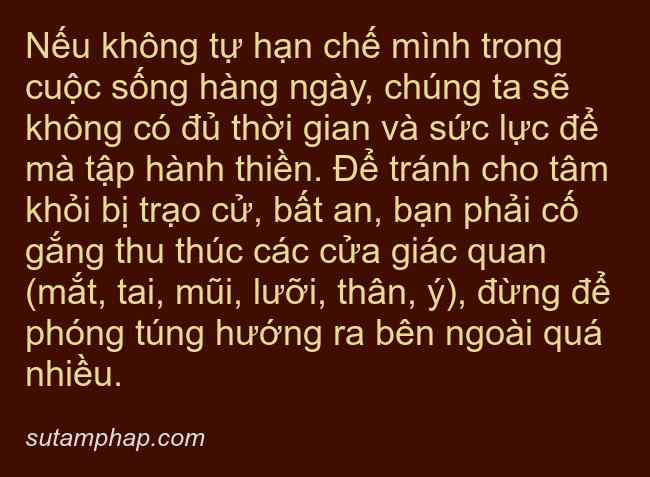 Nếu không tự hạn chế mình trong
cuộc sống hàng ngày, chúng ta sẽ
không có đủ thời gian và sức lực để
mà tập hành thiền. Để tránh cho tâm
khỏi bị trạo cử, bất an, bạn phải cố
gắng thu thúc các cửa giác quan
(mắt, tai, mũi, lưỡi, thân, ý), đừng để
phóng túng hướng ra bên ngoài quá
nhiều.
sutamphap.com